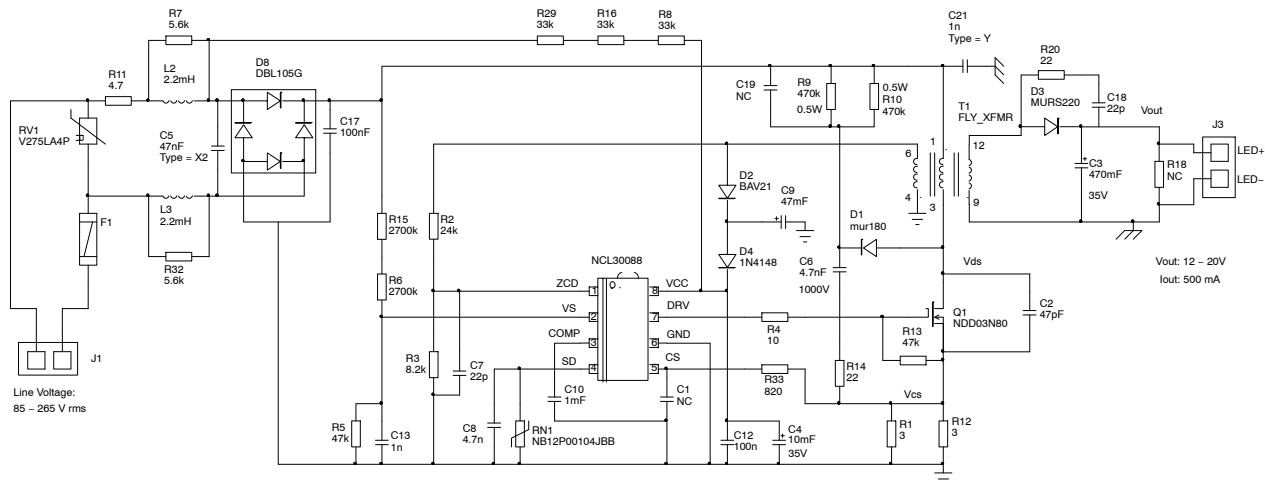 R7
5.6k
R29
33k
R16
33k
R8
33k
C21
1n
Type = Y
R11
4.7
L2
2.2mH
D8
DBL105G
R20
22
RV1
V275LA4P
C5
47nF
Type = X2
C17
100nF
C19
NC
R9
470k
0.5W
0.5W
R10
470k
T1
FLY_XFMR
D3
MURS220
C18
22p
Vout
J3
LED+
LED−
6
4
1
3
12
9
C3
470mF
35V
R18
NC
F1
L3
2.2mH
R32
5.6k
R15
2700k
R2
24k
D2
BAV21
C9
47mF
D1
mur180
Vout: 12 − 20V
Iout: 500 mA
R6
2700k
NCL30088
D4
1N4148
C6
4.7nF
1000V
Vds
ZCD
1
8
VCC
VS
2
7
DRV
COMP
3
6
GND
SD
4
5
CS
Q1
NDD03N80
C2
47pF
R4
10
R13
47k
J1
Line Voltage:
85 − 265 V rms
R3
8.2k
C7
22p
C10
1mF
C1
NC
R33
820
R14
22
Vcs
R5
47k
C13
1n
C8
4.7n
RN1
NB12P00104JBB
C12
100n
C4
10mF
35V
R1
3
R12
3